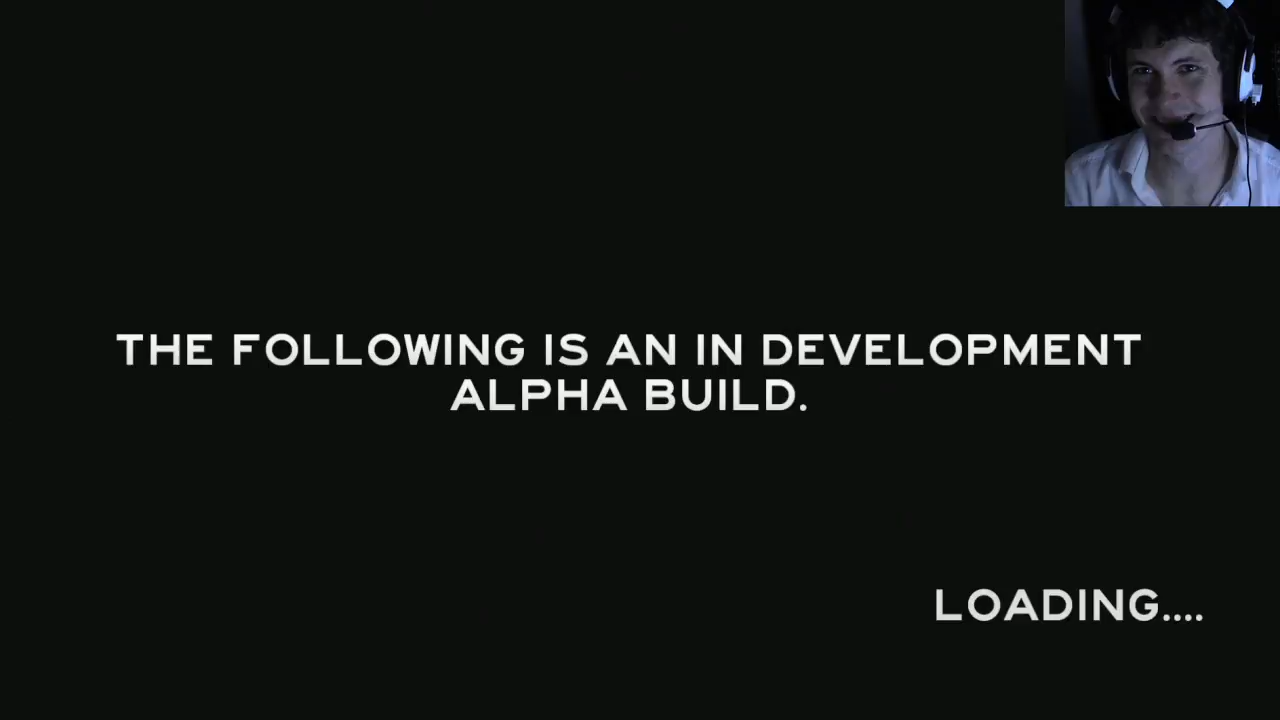 THE FOLLOWING IS AN IN DEVELOPMENT
ALPHA BUILD.
LOADING....